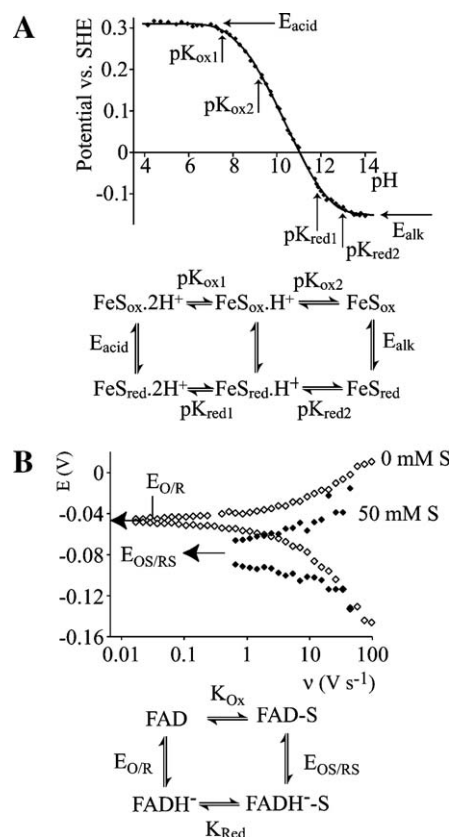 A
Potential vs. SHE
0.3
0.2
0.1
0
-0.1
4
6
8
10
12
14
pH
E_acid
pK_ox1
pK_ox2
pK_red1
pK_red2
E_alk
pK_ox1 pK_ox2
FeS_ox.2H⁺ ⇌ FeS_ox.H⁺ ⇌ FeS_ox
E_acid E_alk
FeS_red.2H⁺ ⇌ FeS_red.H⁺ ⇌ FeS_red
pK_red1 pK_red2
B
E (V)
0
-0.04
-0.08
-0.12
-0.16
0 mM S
E_O/R
50 mM S
E_OS/RS
0.01 0.1 1 10 100
ν (V s⁻¹)
K_Ox
FAD ⇌ FAD-S
E_O/R E_OS/RS
FADH⁻ ⇌ FADH⁻-S
K_Red